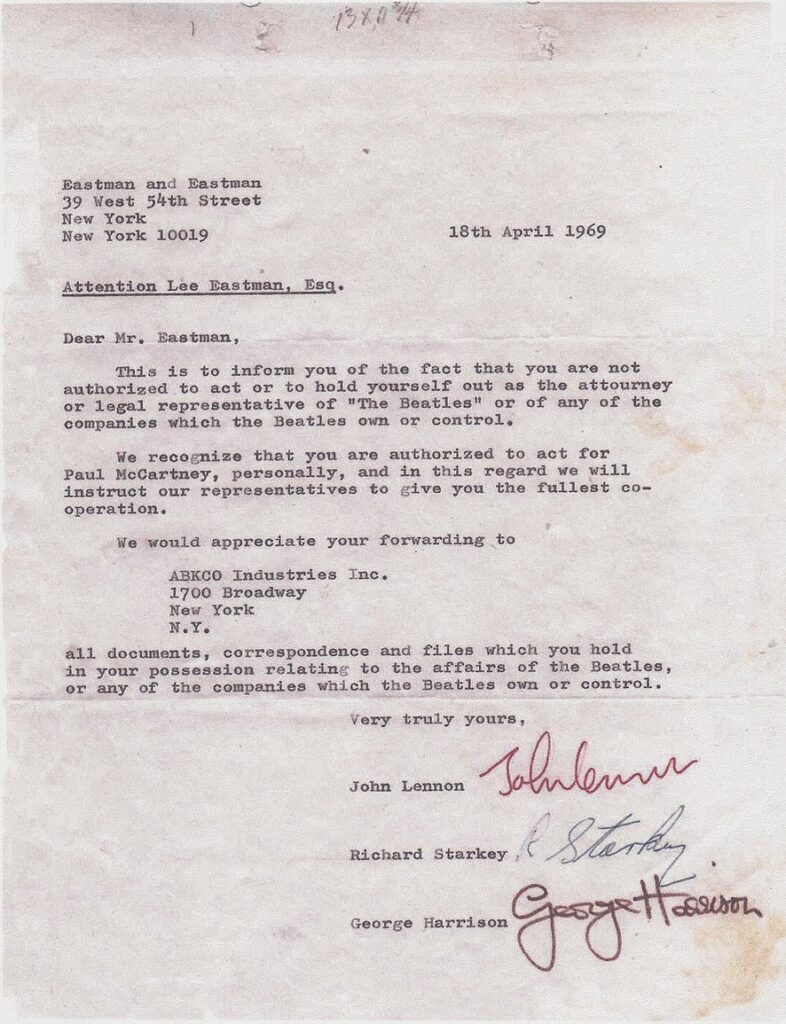 13 x 11 3/4
Eastman and Eastman
39 West 54th Street
New York
New York 10019
18th April 1969
Attention Lee Eastman, Esq.
Dear Mr. Eastman,
This is to inform you of the fact that you are not
authorized to act or to hold yourself out as the attourney
or legal representative of "The Beatles" or of any of the
companies which the Beatles own or control.
We recognize that you are authorized to act for
Paul McCartney, personally, and in this regard we will
instruct our representatives to give you the fullest co-
operation.
We would appreciate your forwarding to
ABKCO Industries Inc.
1700 Broadway
New York
N.Y.
all documents, correspondence and files which you hold
in your possession relating to the affairs of the Beatles,
or any of the companies which the Beatles own or control.
Very truly yours,
John Lennon John Lennon
Richard Starkey R Starkey
George Harrison George Harrison